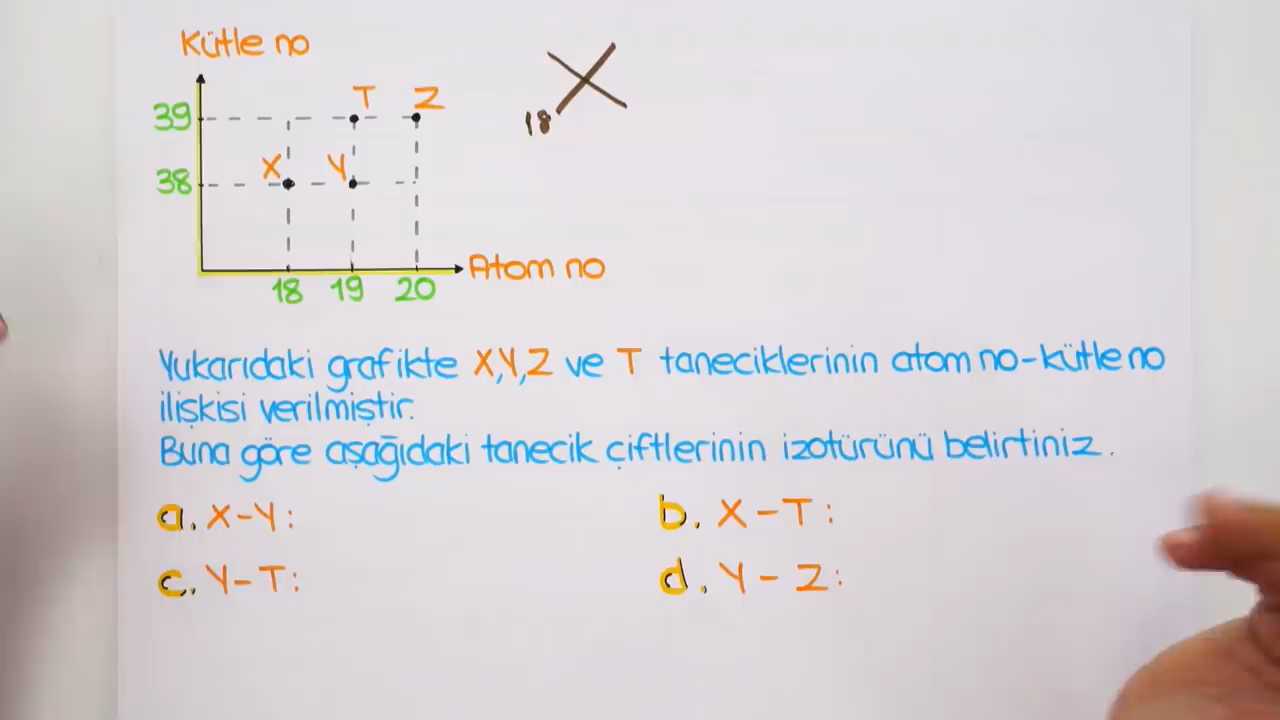 Kütle no
39
T
Z
X
18
X
Y
38
Atom no
18 19 20
Yukarıdaki grafikte X,Y,Z ve T taneciklerinin atom no-kütle no
ilişkisi verilmiştir.
Buna göre aşağıdaki tanecik çiftlerinin izotürünü belirtiniz.
a. X-Y:
b. X-T:
c. Y-T:
d. Y-Z: